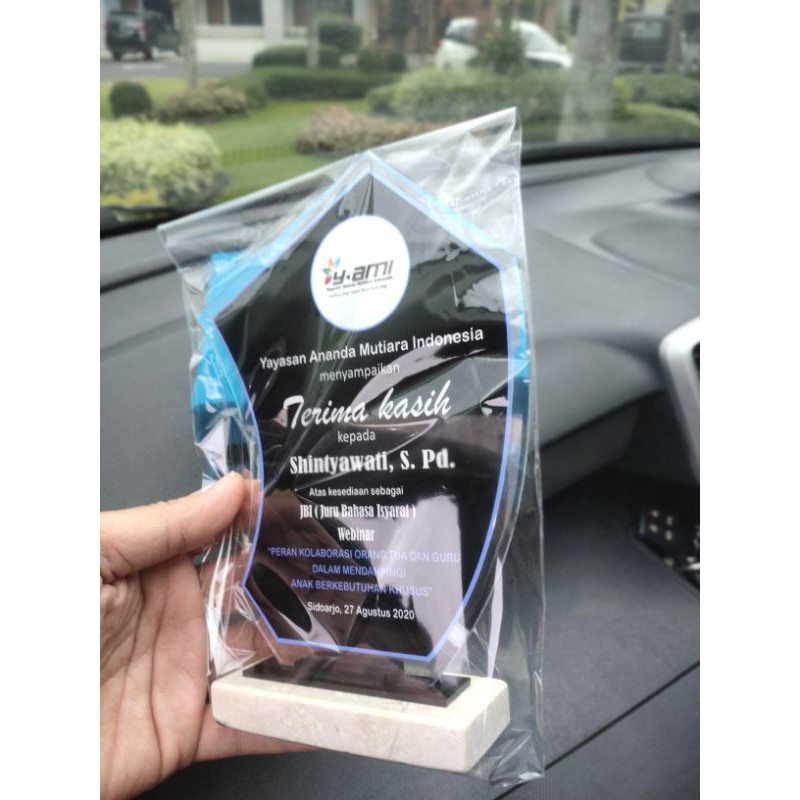 y.ami
Yayasan Ananda Mutiara Indonesia
menyampaikan
Terima kasih
kepada
Shintyawati, S. Pd.
Atas kesediaan sebagai
JBI ( Juru Bahasa Isyarat )
Webinar
"PERAN KOLABORASI ORANG TUA DAN GURU
DALAM MENDAMPINGI
ANAK BERKEBUTUHAN KHUSUS"
Sidoarjo, 27 Agustus 2020